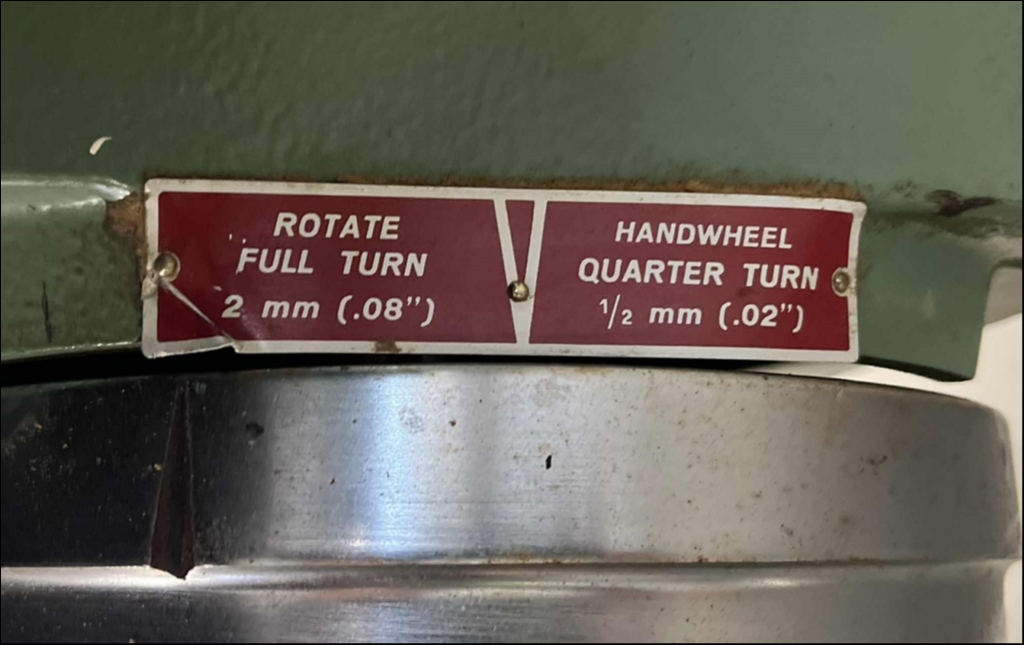 ROTATE
FULL TURN
2 mm (.08")
HANDWHEEL
QUARTER TURN
1/2 mm (.02")